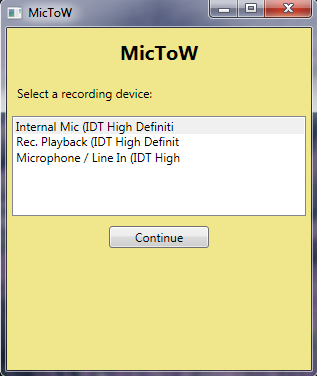 MicToW
MicToW
Select a recording device:
Internal Mic (IDT High Definiti
Rec. Playback (IDT High Definit
Microphone / Line In (IDT High
Continue